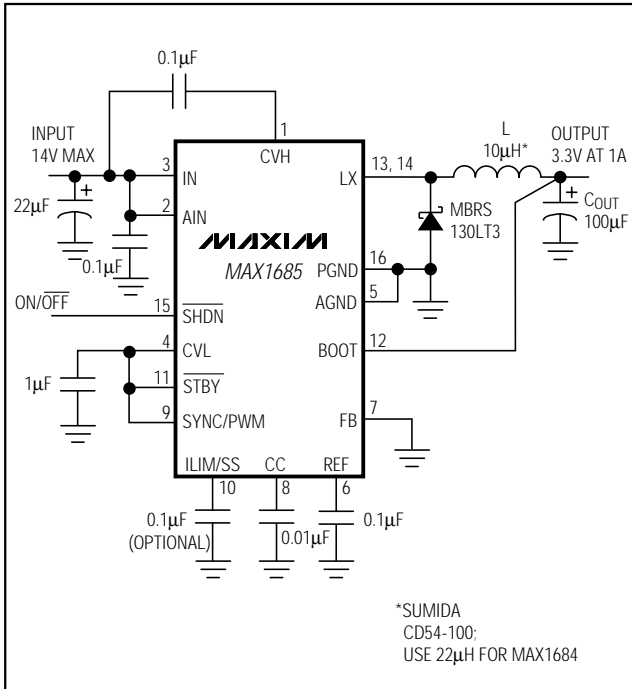 0.1µF
1
CVH
INPUT
14V MAX
3
IN
22µF
+
2
AIN
0.1µF
MAXIM
MAX1685
13, 14
LX
L
10µH*
OUTPUT
3.3V AT 1A
MBRS
130LT3
+
COUT
100µF
16
PGND
5
AGND
ON/OFF
15
SHDN
4
CVL
1µF
11
STBY
9
SYNC/PWM
12
BOOT
7
FB
ILIM/SS
CC
REF
10
8
6
0.1µF
(OPTIONAL)
0.01µF
0.1µF
*SUMIDA
CD54-100;
USE 22µH FOR MAX1684